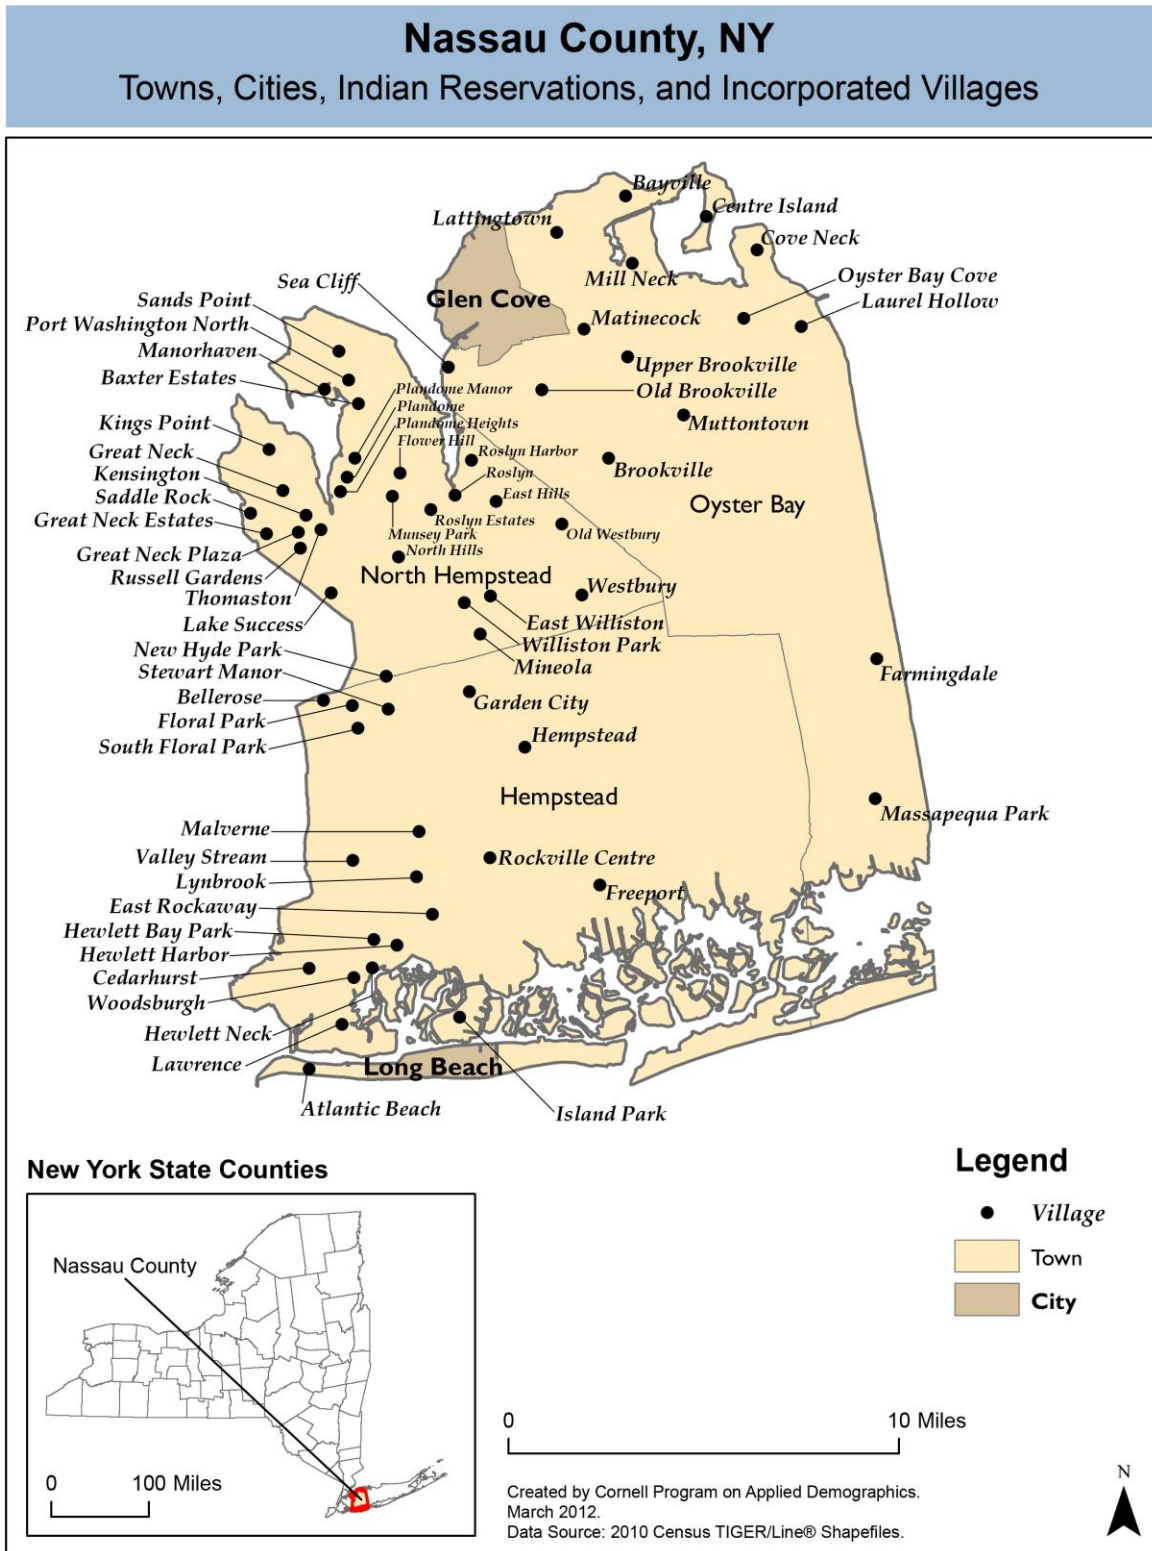 Nassau County, NY
Towns, Cities, Indian Reservations, and Incorporated Villages
Bayville
Centre Island
Lattingtown
Cove Neck
Mill Neck
Oyster Bay Cove
Laurel Hollow
Sea Cliff
Glen Cove
Sands Point
Port Washington North
Manorhaven
Baxter Estates
Matinecock
Upper Brookville
Old Brookville
Muttontown
Plandome Manor
Plandome
Plandome Heights
Flower Hill
Kings Point
Great Neck
Kensington
Saddle Rock
Great Neck Estates
Great Neck Plaza
Russell Gardens
Thomaston
Lake Success
Roslyn Harbor
Roslyn
East Hills
Brookville
Oyster Bay
Roslyn Estates
Munsey Park
Old Westbury
North Hills
North Hempstead
Westbury
East Williston
Williston Park
Mineola
New Hyde Park
Stewart Manor
Bellerose
Floral Park
South Floral Park
Garden City
Farmingdale
Hempstead
Hempstead
Massapequa Park
Malverne
Valley Stream
Lynbrook
East Rockaway
Hewlett Bay Park
Hewlett Harbor
Cedarhurst
Woodsburgh
Hewlett Neck
Lawrence
Rockville Centre
Freeport
Long Beach
Atlantic Beach
Island Park
New York State Counties
Nassau County
0 100 Miles
Legend
Village
Town
City
0 10 Miles
Created by Cornell Program on Applied Demographics.
March 2012.
Data Source: 2010 Census TIGER/Line® Shapefiles.
N